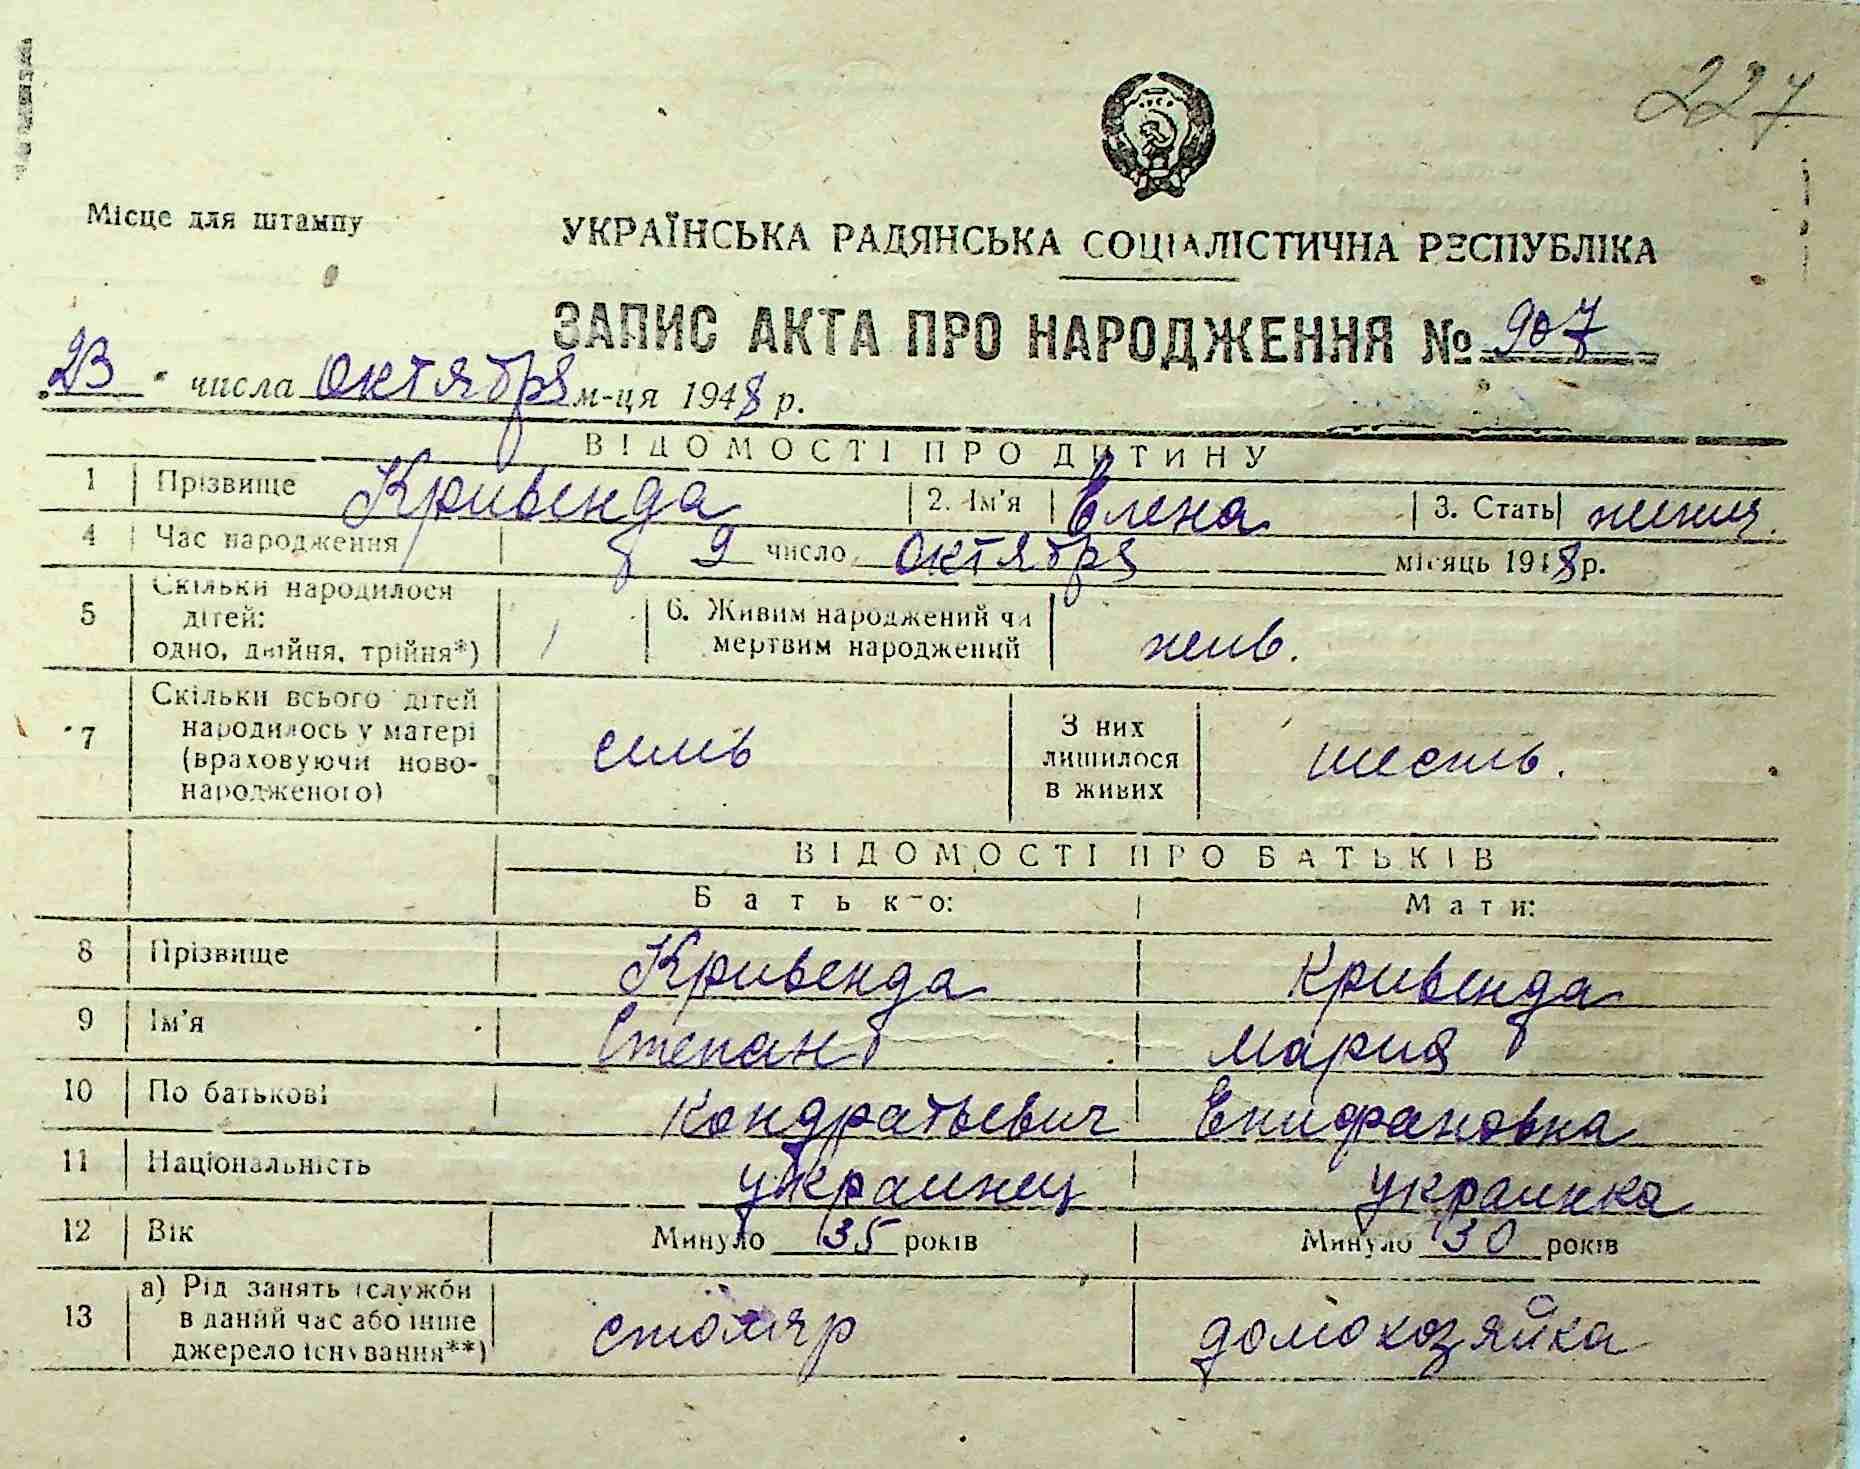 227
Місце для штампу
УКРАЇНСЬКА РАДЯНСЬКА СОЦІАЛІСТИЧНА РЕСПУБЛІКА
ЗАПИС АКТА ПРО НАРОДЖЕННЯ № 907
23 числа октября м-ця 1948 р.
ВІДОМОСТІ ПРО ДИТИНУ
1 Прізвище Кривенда 2. Ім'я Елена 3. Стать женск.
4 Час народження 9 число октября місяць 1948 р.
5 Скільки народилося дітей: одно, двійня, трійня*) 1 6. Живим народжений чи мертвим народжений жив.
7 Скільки всього дітей народилось у матері (враховуючи новонародженого) семь З них лишилося в живих шесть.
ВІДОМОСТІ ПРО БАТЬКІВ
Батько: Мати:
8 Прізвище Кривенда Кривенда
9 Ім'я Степан Мария
10 По батькові Кондратьевич Епифановна
11 Національність украинец украинка
12 Вік Минуло 35 років Минуло 30 років
13 а) Рід занять (служби в даний час або інше джерело існування**) столяр домохозяйка